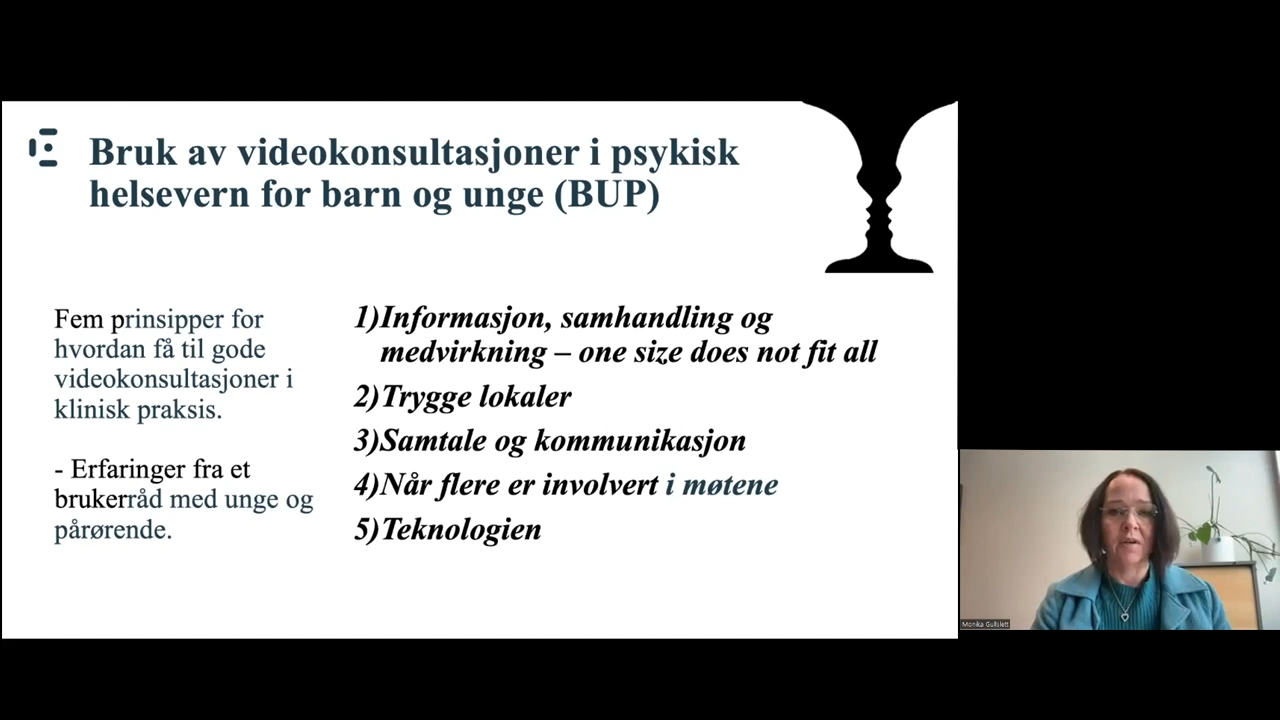 Bruk av videokonsultasjoner i psykisk
helsevern for barn og unge (BUP)
Fem prinsipper for
hvordan få til gode
videokonsultasjoner i
klinisk praksis.
- Erfaringer fra et
brukerråd med unge og
pårørende.
1)Informasjon, samhandling og
medvirkning – one size does not fit all
2)Trygge lokaler
3)Samtale og kommunikasjon
4)Når flere er involvert i møtene
5)Teknologien
Monika Gullslett